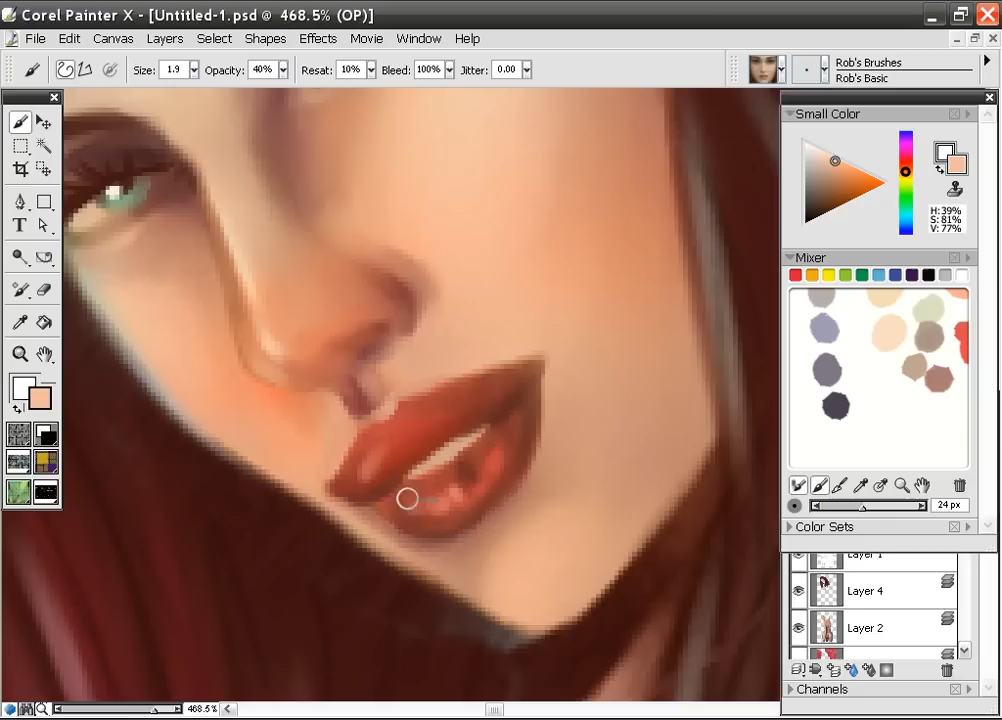 Corel Painter X - [Untitled-1.psd @ 468.5% (OP)]
File Edit Canvas Layers Select Shapes Effects Movie Window Help
Size: 1.9 Opacity: 40% Resat: 10% Bleed: 100% Jitter: 0.00
Rob's Brushes
Rob's Basic
Small Color
H:39%
S:81%
V:77%
Mixer
T
24 px
Color Sets
Layer 1
Layer 4
Layer 2
Channels
468.5%